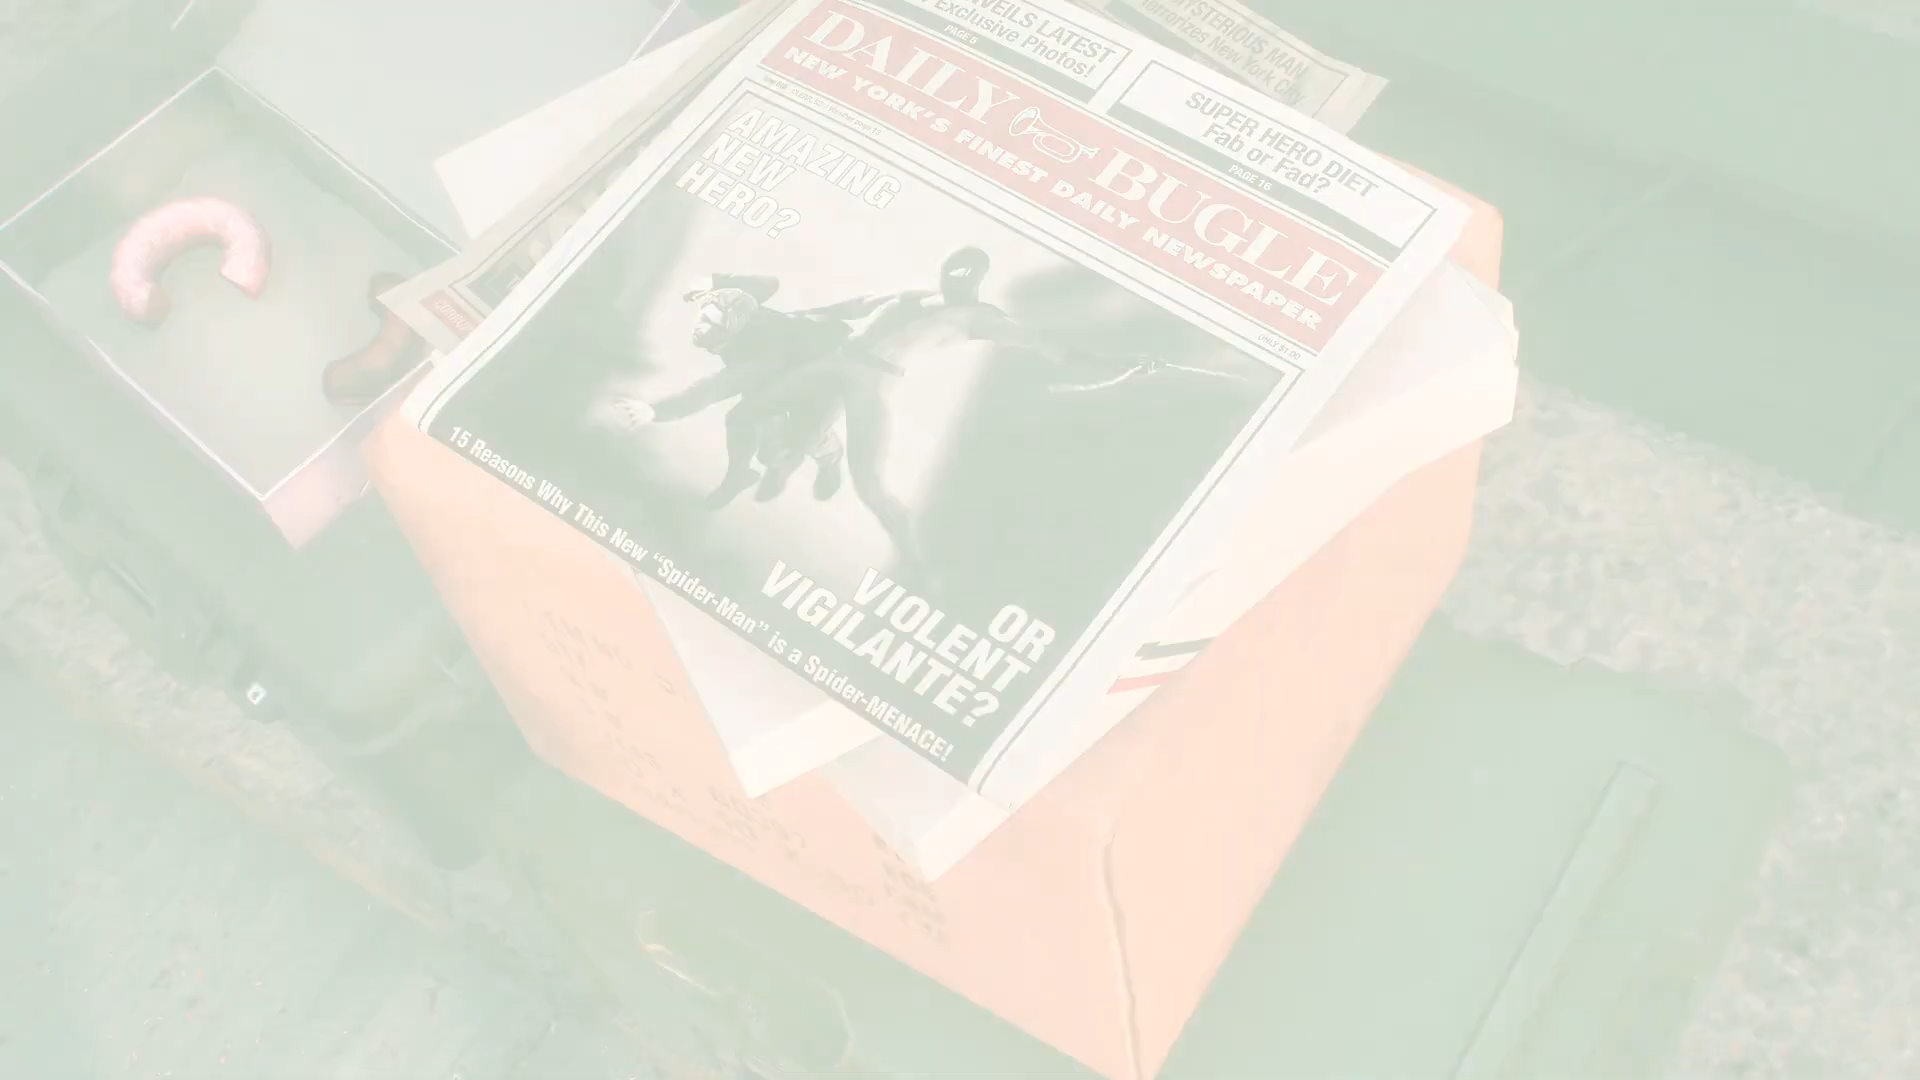 VEILS LATEST
Exclusive Photos!
PAGE 5
STERIOUS MAN
Terrorizes New York City
SUPER HERO DIET
Fab or Fad?
PAGE 16
DAILY BUGLE
NEW YORK'S FINEST DAILY NEWSPAPER
ONLY $1.00
AMAZING
NEW
HERO?
OR
VIOLENT
VIGILANTE?
15 Reasons Why This New “Spider-Man” is a Spider-MENACE!